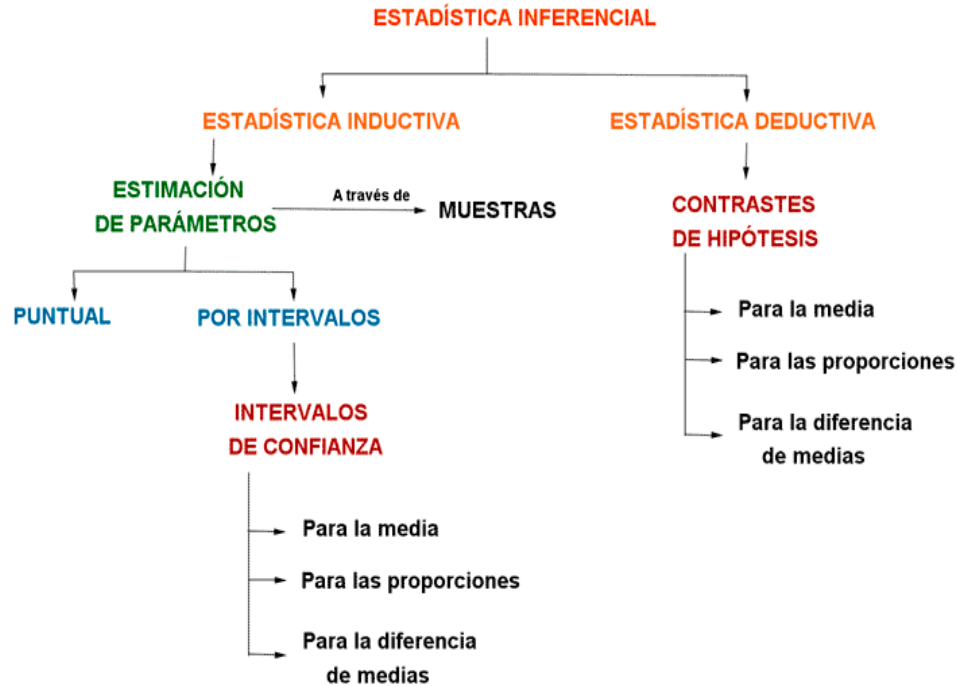 ESTADÍSTICA INFERENCIAL
ESTADÍSTICA INDUCTIVA
ESTADÍSTICA DEDUCTIVA
ESTIMACIÓN
DE PARÁMETROS
A través de
MUESTRAS
CONTRASTES
DE HIPÓTESIS
PUNTUAL
POR INTERVALOS
Para la media
Para las proporciones
Para la diferencia
de medias
INTERVALOS
DE CONFIANZA
Para la media
Para las proporciones
Para la diferencia
de medias